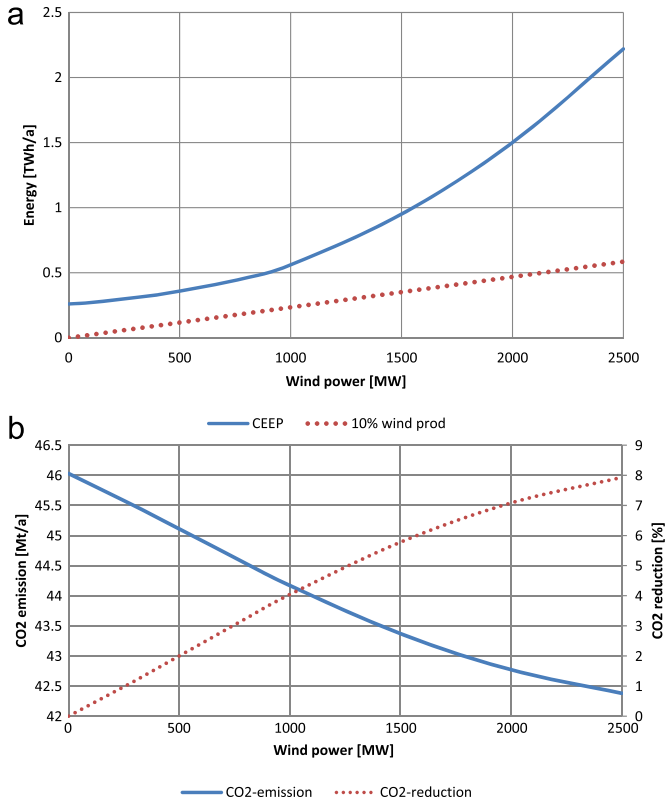 a
2.5
2
1.5
1
0.5
0
Energy [TWh/a]
0 500 1000 1500 2000 2500
Wind power [MW]
CEEP 10% wind prod
b
46.5 9
46 8
45.5 7
45 6
44.5 5
44 4
43.5 3
43 2
42.5 1
42 0
CO2 emission [Mt/a]
CO2 reduction [%]
0 500 1000 1500 2000 2500
Wind power [MW]
CO2-emission CO2-reduction